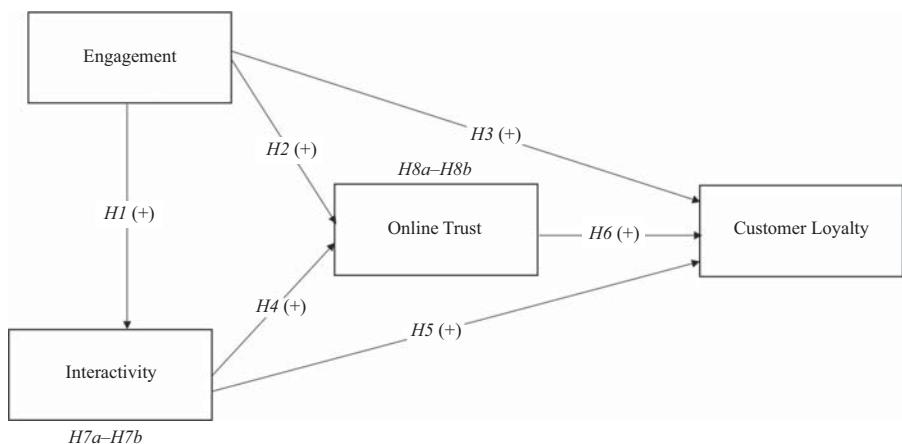 Engagement
H3 (+)
H2 (+)
H8a–H8b
H1 (+)
Online Trust
H6 (+)
Customer Loyalty
H4 (+)
H5 (+)
Interactivity
H7a–H7b